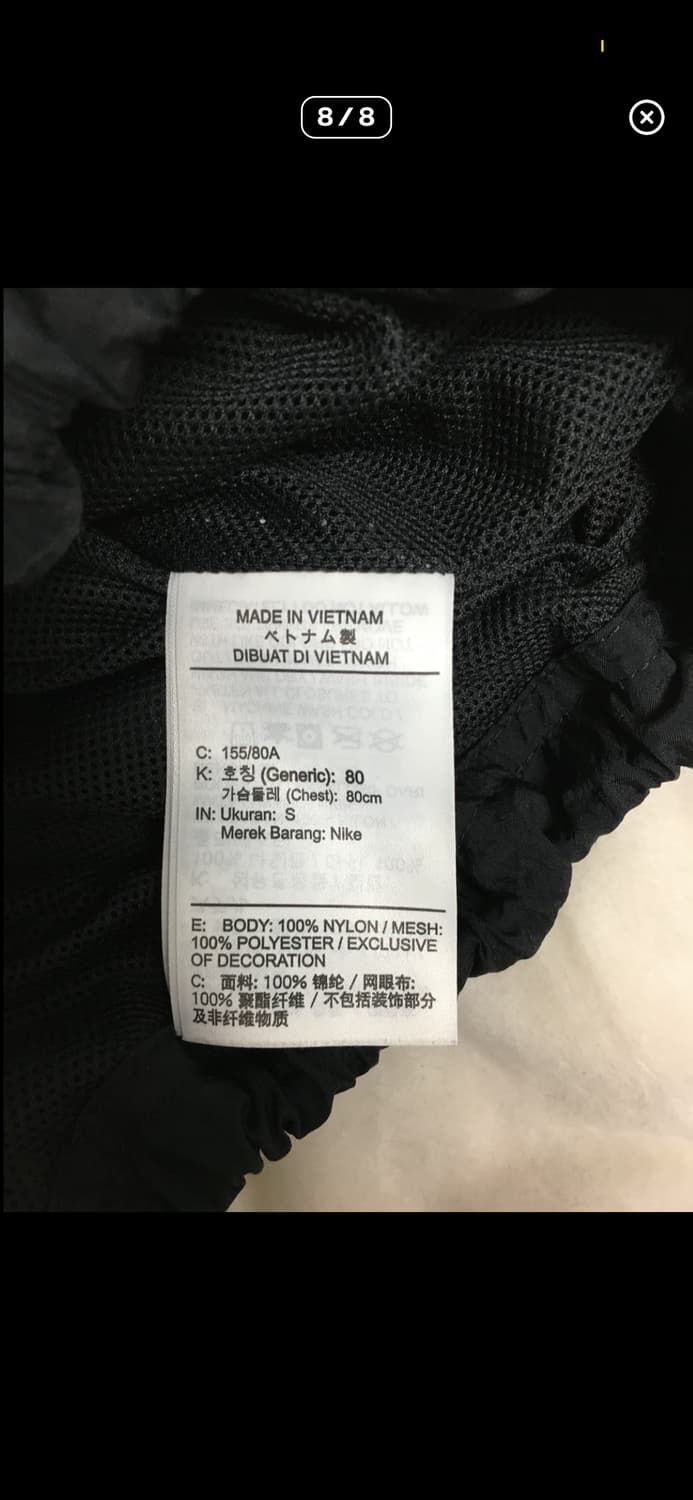 8/8
MADE IN VIETNAM
ベトナム製
DIBUAT DI VIETNAM
C: 155/80A
K: 호칭 (Generic): 80
가슴둘레 (Chest): 80cm
IN: Ukuran: S
Merek Barang: Nike
E: BODY: 100% NYLON / MESH:
100% POLYESTER / EXCLUSIVE
OF DECORATION
C: 面料: 100% 锦纶 / 网眼布:
100% 聚酯纤维 / 不包括装饰部分
及非纤维物质